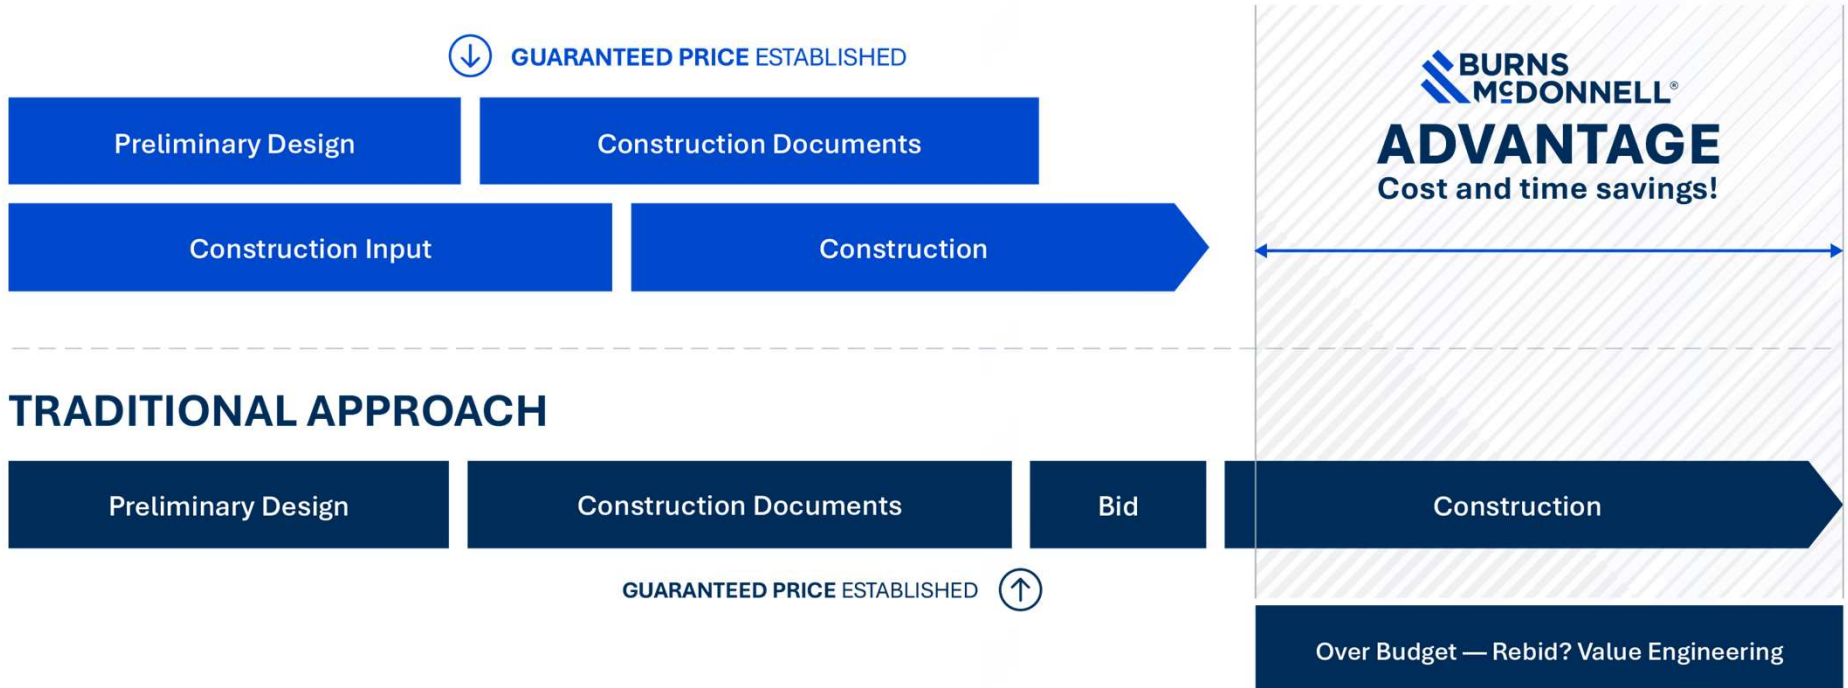 GUARANTEED PRICE ESTABLISHED
Preliminary Design
Construction Documents
Construction Input
Construction
BURNS
McDONNELL®
ADVANTAGE
Cost and time savings!
TRADITIONAL APPROACH
Preliminary Design
Construction Documents
Bid
Construction
GUARANTEED PRICE ESTABLISHED
Over Budget — Rebid? Value Engineering